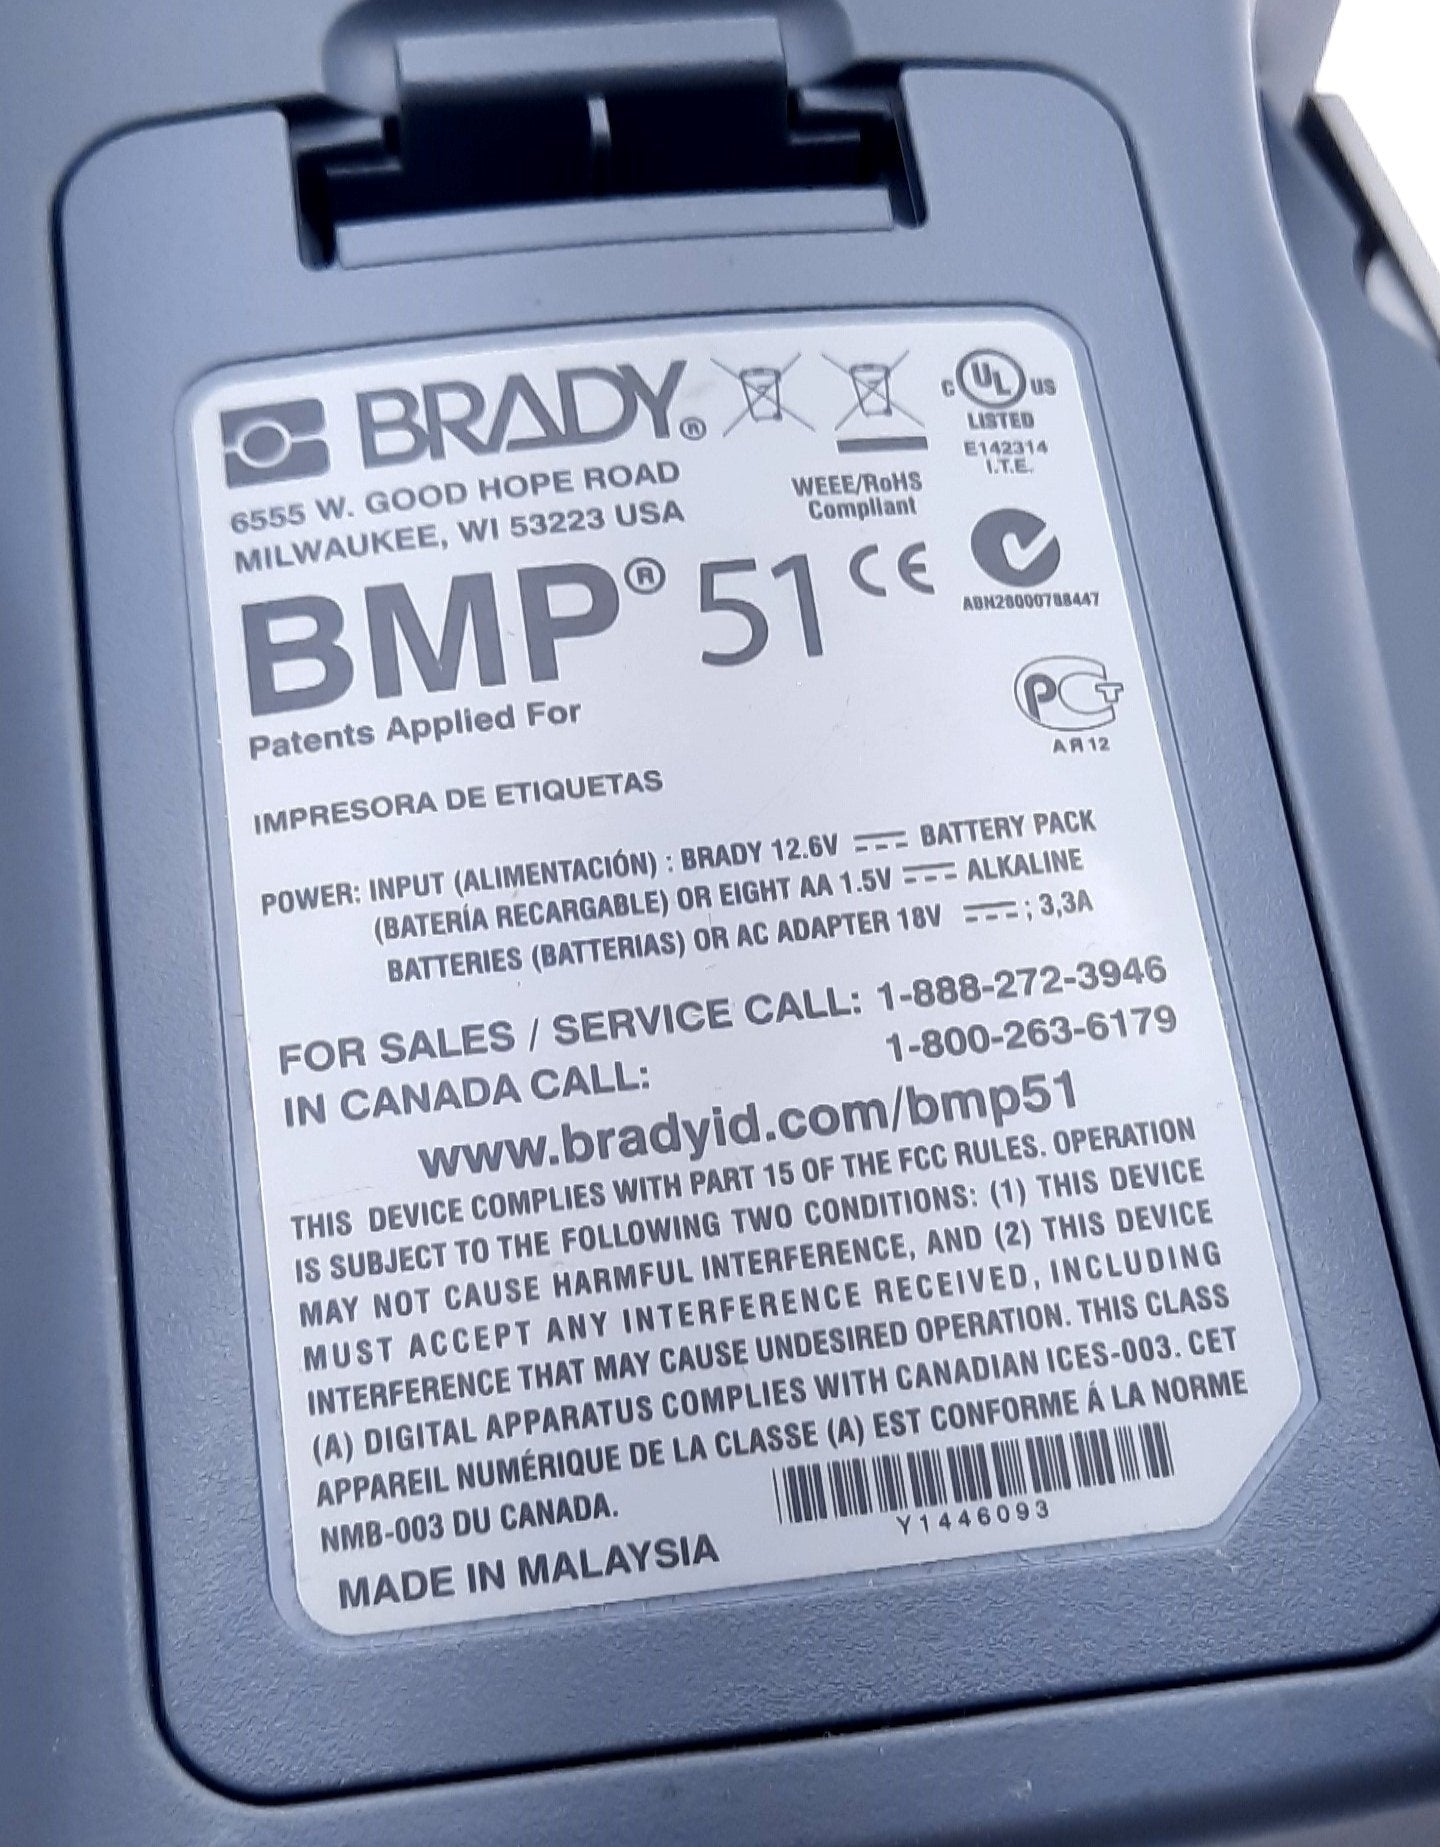 BRADY®
6555 W. GOOD HOPE ROAD
MILWAUKEE, WI 53223 USA
WEEE/RoHS
Compliant
C UL US
LISTED
E142314
I.T.E.
BMP® 51 CE
ABN28000788447
Patents Applied For
PCT
АЯ12
IMPRESORA DE ETIQUETAS
POWER: INPUT (ALIMENTACIÓN) : BRADY 12.6V BATTERY PACK
(BATERÍA RECARGABLE) OR EIGHT AA 1.5V ALKALINE
BATTERIES (BATTERIAS) OR AC ADAPTER 18V ; 3,3A
FOR SALES / SERVICE CALL: 1-888-272-3946
IN CANADA CALL: 1-800-263-6179
www.bradyid.com/bmp51
THIS DEVICE COMPLIES WITH PART 15 OF THE FCC RULES. OPERATION
IS SUBJECT TO THE FOLLOWING TWO CONDITIONS: (1) THIS DEVICE
MAY NOT CAUSE HARMFUL INTERFERENCE, AND (2) THIS DEVICE
MUST ACCEPT ANY INTERFERENCE RECEIVED, INCLUDING
INTERFERENCE THAT MAY CAUSE UNDESIRED OPERATION. THIS CLASS
(A) DIGITAL APPARATUS COMPLIES WITH CANADIAN ICES-003. CET
APPAREIL NUMÉRIQUE DE LA CLASSE (A) EST CONFORME Á LA NORME
NMB-003 DU CANADA.
Y1446093
MADE IN MALAYSIA